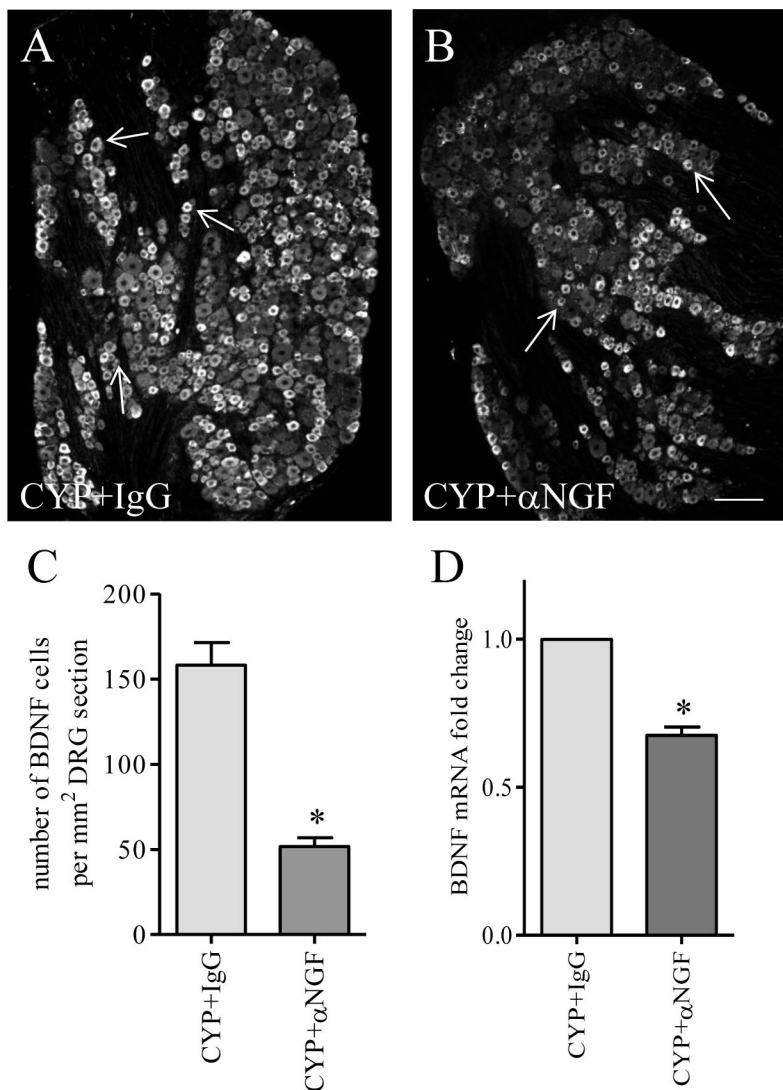 A
B
CYP+IgG
CYP+αNGF
C
number of BDNF cells
per mm² DRG section
200
150
100
50
0
*
CYP+IgG
CYP+αNGF
D
BDNF mRNA fold change
1.0
0.5
0.0
*
CYP+IgG
CYP+αNGF